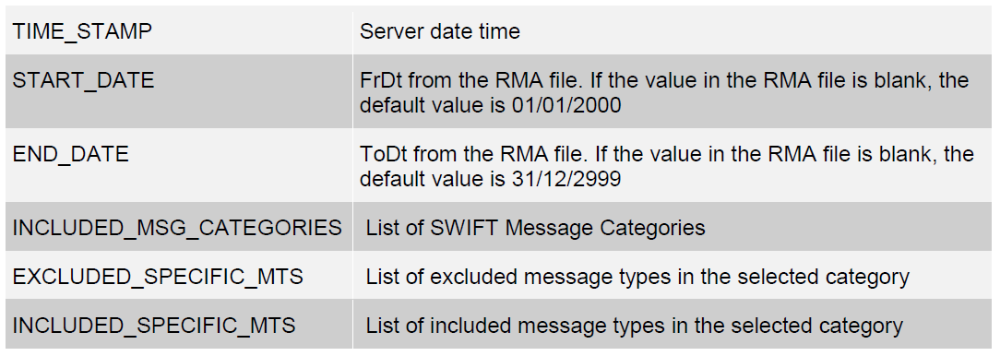 TIME_STAMP Server date time
START_DATE FrDt from the RMA file. If the value in the RMA file is blank, the
default value is 01/01/2000
END_DATE ToDt from the RMA file. If the value in the RMA file is blank, the
default value is 31/12/2999
INCLUDED_MSG_CATEGORIES List of SWIFT Message Categories
EXCLUDED_SPECIFIC_MTS List of excluded message types in the selected category
INCLUDED_SPECIFIC_MTS List of included message types in the selected category